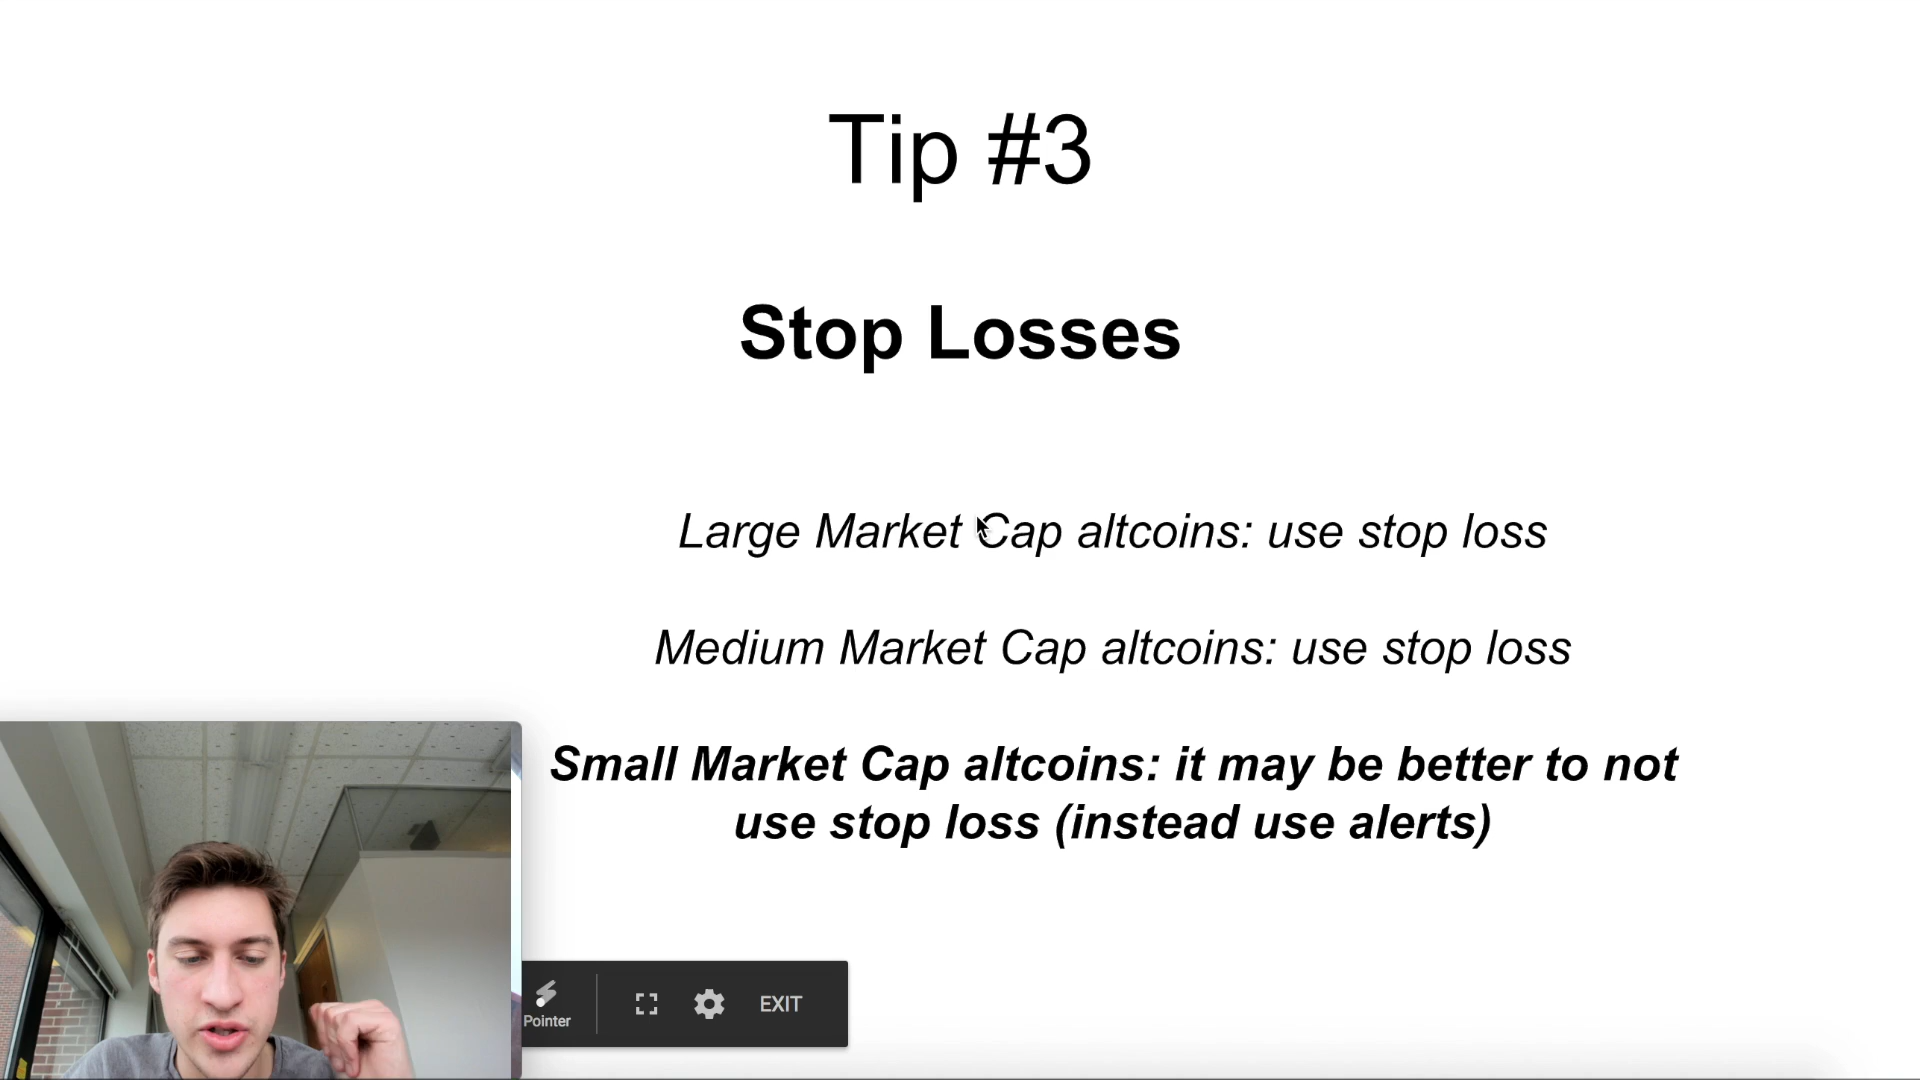 Tip #3
Stop Losses
Large Market Cap altcoins: use stop loss
Medium Market Cap altcoins: use stop loss
Small Market Cap altcoins: it may be better to not
use stop loss (instead use alerts)
Pointer
EXIT